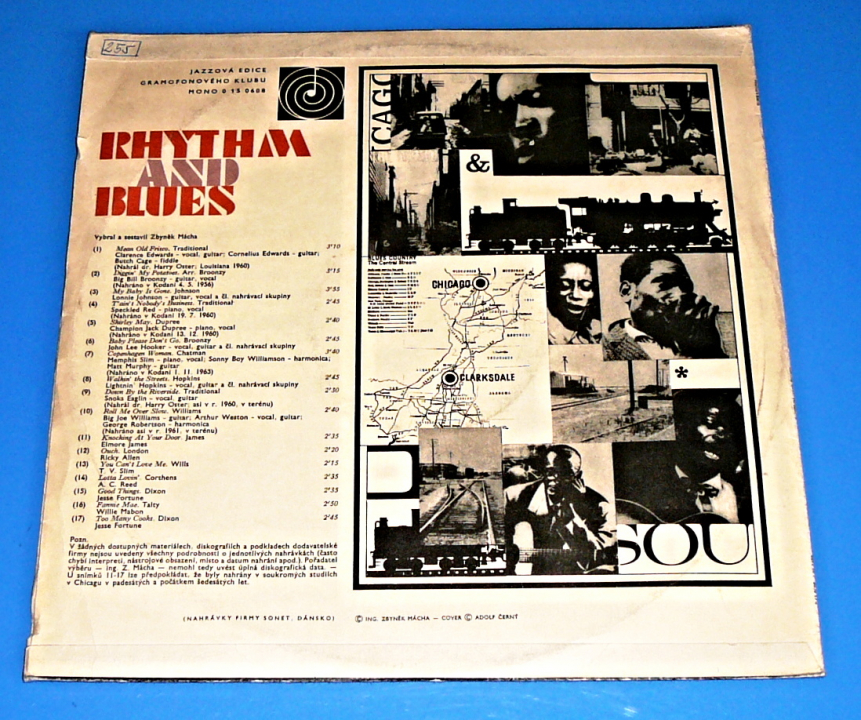 255
JAZZOVÁ EDICE
GRAMOFONOVÉHO KLUBU
MONO 0 15 0608
RHYTHM
AND
BLUES
Vybral a sestavil Zbyněk Mácha
(1) Mean Old Frisco. Traditional 3'10
Clarence Edwards - vocal, guitar; Cornelius Edwards - guitar;
Butch Cage - fiddle
(Nahrál dr. Harry Oster; Louisiana 1960)
(2) Diggin' My Potatoes. Arr. Broonzy 3'15
Big Bill Broonzy - guitar, vocal
(Nahráno v Kodani 4. 5. 1956)
(3) My Baby Is Gone. Johnson 3'55
Lonnie Johnson - guitar, vocal a čl. nahrávací skupiny
(4) T'ain't Nobody's Business. Traditional 2'45
Speckled Red - piano, vocal
(Nahráno v Kodani 19. 7. 1960)
(5) Shirley May. Dupree 2'40
Champion Jack Dupree - piano, vocal
(Nahráno v Kodani 13. 12. 1960)
(6) Baby Please Don't Go. Broonzy 2'45
John Lee Hooker - vocal, guitar a čl. nahrávací skupiny
(7) Copenhagen Woman. Chatman 3'40
Memphis Slim - piano, vocal; Sonny Boy Williamson - harmonica;
Matt Murphy - guitar
(Nahráno v Kodani 1. 11. 1963)
(8) Walkin' the Streets. Hopkins 2'45
Lightnin' Hopkins - vocal, guitar a čl. nahrávací skupiny
(9) Down By the Riverside. Traditional 2'30
Snoks Eaglin - vocal, guitar
(Nahrál dr. Harry Oster; asi v r. 1960, v terénu)
(10) Roll Me Over Slow. Williams 2'40
Big Joe Williams - guitar; Arthur Weston - vocal, guitar;
George Robertson - harmonica
(Nahráno asi v r. 1961, v terénu)
(11) Knocking At Your Door. James 2'35
Elmore James
(12) Ouch. London 2'20
Ricky Allen
(13) You Can't Love Me. Wills 2'15
T. V. Slim
(14) Lotta Lovin'. Corthens 2'35
A. C. Reed
(15) Good Things. Dixon 2'35
Jesse Fortune
(16) Fannie Mae. Talty 2'50
Willie Mabon
(17) Too Many Cooks. Dixon 2'45
Jesse Fortune
Pozn.
V žádných dostupných materiálech, diskografiích a podkladech dodavatelské
firmy nejsou uvedeny všechny podrobnosti o jednotlivých nahrávkách (často
chybí interpreti, nástrojové obsazení, místo a datum nahrání apod.). Pořadatel
výběru — ing. Z. Mácha — nemohl tedy uvést úplná diskografická data. —
U snímků 11-17 lze předpokládat, že byly nahrány v soukromých studiích
v Chicagu v padesátých a počátkem šedesátých let.
(NAHRÁVKY FIRMY SONET, DÁNSKO)
© ING. ZBYNĚK MÁCHA — COVER © ADOLF ČERNÝ
ICAGO
&
BLUES COUNTRY
The Central Stream
CHICAGO
CLARKSDALE
*
SOU